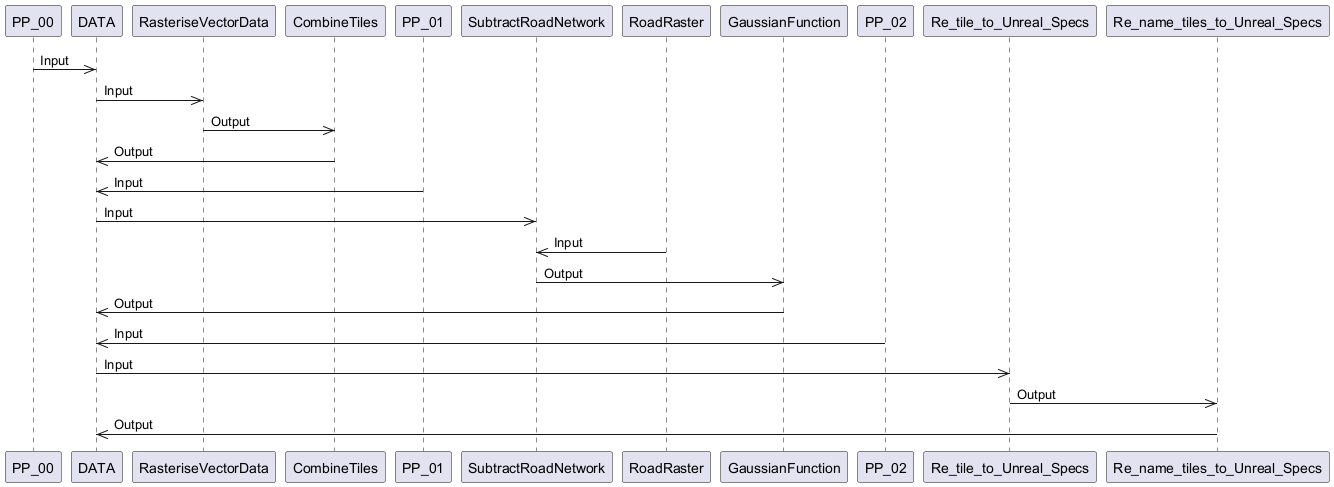 PP_00 DATA RasteriseVectorData CombineTiles PP_01 SubtractRoadNetwork RoadRaster GaussianFunction PP_02 Re_tile_to_Unreal_Specs Re_name_tiles_to_Unreal_Specs
Input
Input
Output
Output
Input
Input
Input
Output
Output
Input
Input
Output
Output
PP_00 DATA RasteriseVectorData CombineTiles PP_01 SubtractRoadNetwork RoadRaster GaussianFunction PP_02 Re_tile_to_Unreal_Specs Re_name_tiles_to_Unreal_Specs